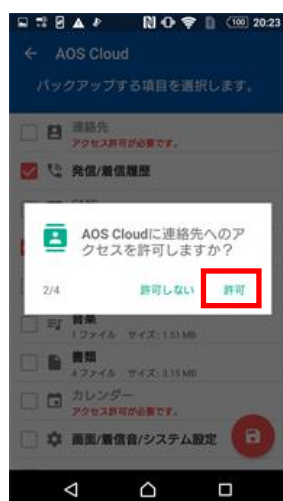 100 20:23
AOS Cloud
バックアップする項目を選択します。
連絡先
アクセス許可が必要です。
発信/着信履歴
AOS Cloudに連絡先へのア
クセスを許可しますか？
2/4 許可しない 許可
音楽
1ファイル サイズ: 1.51 MB
書類
4ファイル サイズ: 3.15 MB
カレンダー
アクセス許可が必要です。
画面/着信音/システム設定